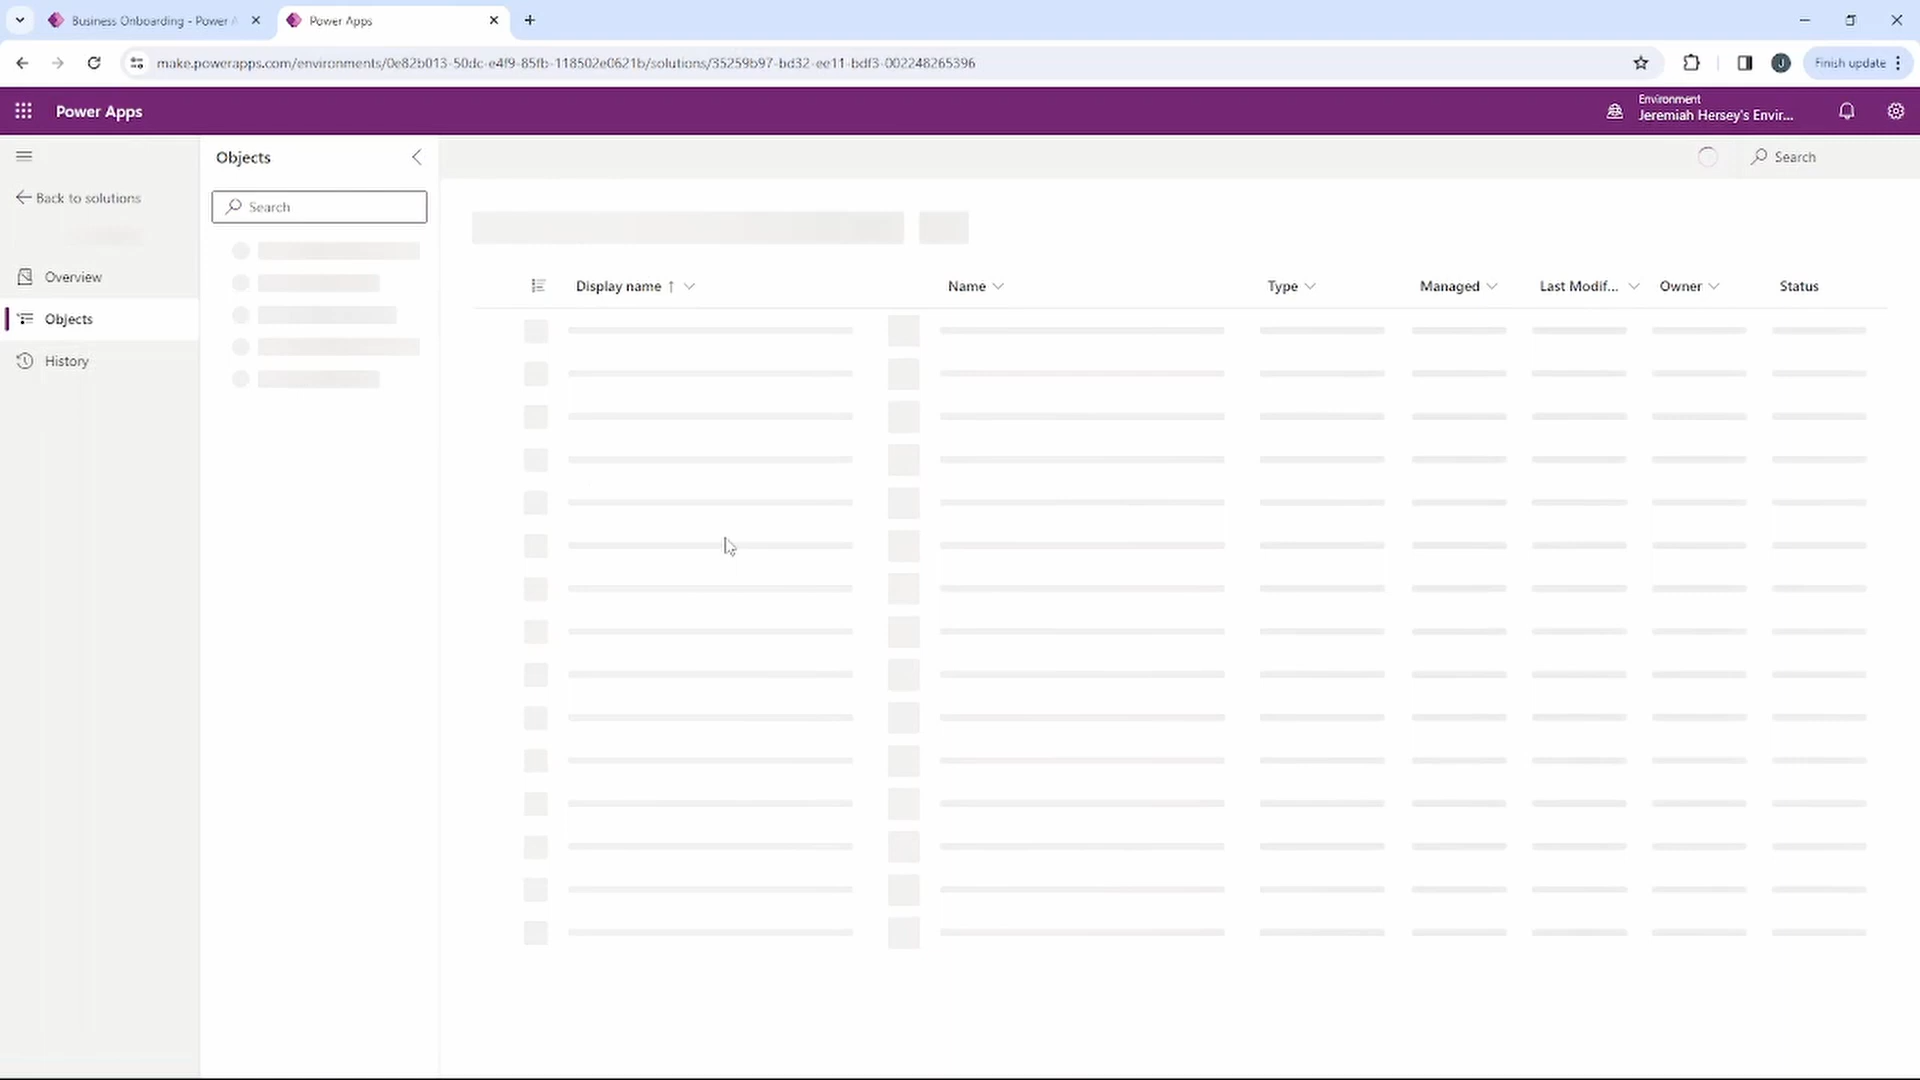 Business Onboarding - Power A
Power Apps
make.powerapps.com/environments/0e82b013-50dc-e4f9-85fb-118502e0621b/solutions/35259b97-bd32-ee11-bdf3-002248265396
J
Finish update
Power Apps
Environment
Jeremiah Hersey's Envir...
Objects
Search
Back to solutions
Search
Overview
Objects
History
Display name
Name
Type
Managed
Last Modif...
Owner
Status